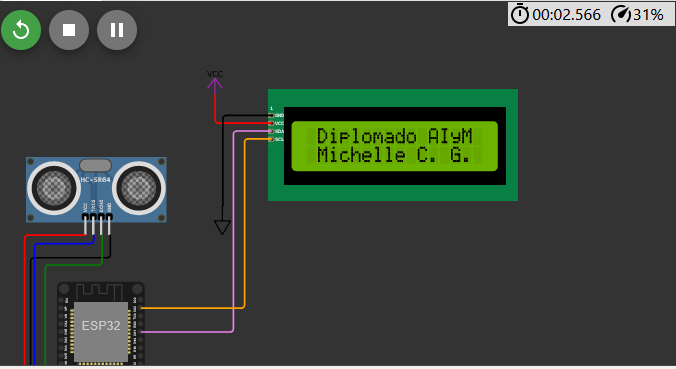 00:02.566 31%
VCC
1
GND
VCC
SDA
SCL
Diplomado AIyM
Michelle C. G.
HC-SR04
VCC
TRIG
ECHO
GND
ESP32